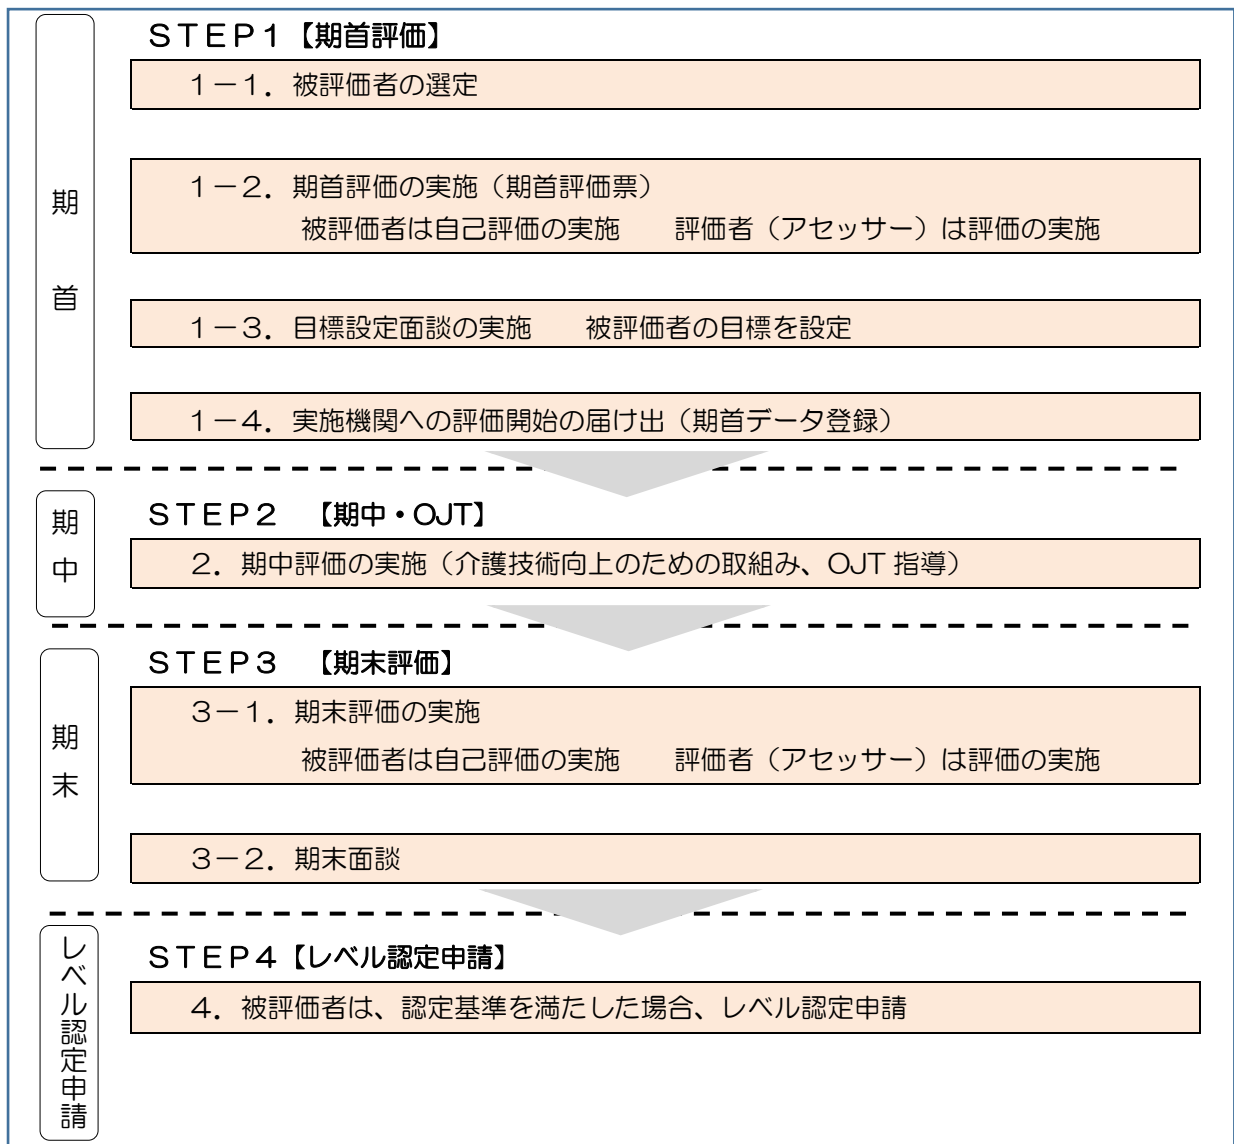 期首
ＳＴＥＰ１【期首評価】
１－１．被評価者の選定
１－２．期首評価の実施（期首評価票）
被評価者は自己評価の実施　　評価者（アセッサー）は評価の実施
１－３．目標設定面談の実施　　被評価者の目標を設定
１－４．実施機関への評価開始の届け出（期首データ登録）
期中
ＳＴＥＰ２　【期中・OJT】
２．期中評価の実施（介護技術向上のための取組み、OJT 指導）
期末
ＳＴＥＰ３　【期末評価】
３－１．期末評価の実施
被評価者は自己評価の実施　　評価者（アセッサー）は評価の実施
３－２．期末面談
レベル認定申請
ＳＴＥＰ４【レベル認定申請】
４．被評価者は、認定基準を満たした場合、レベル認定申請